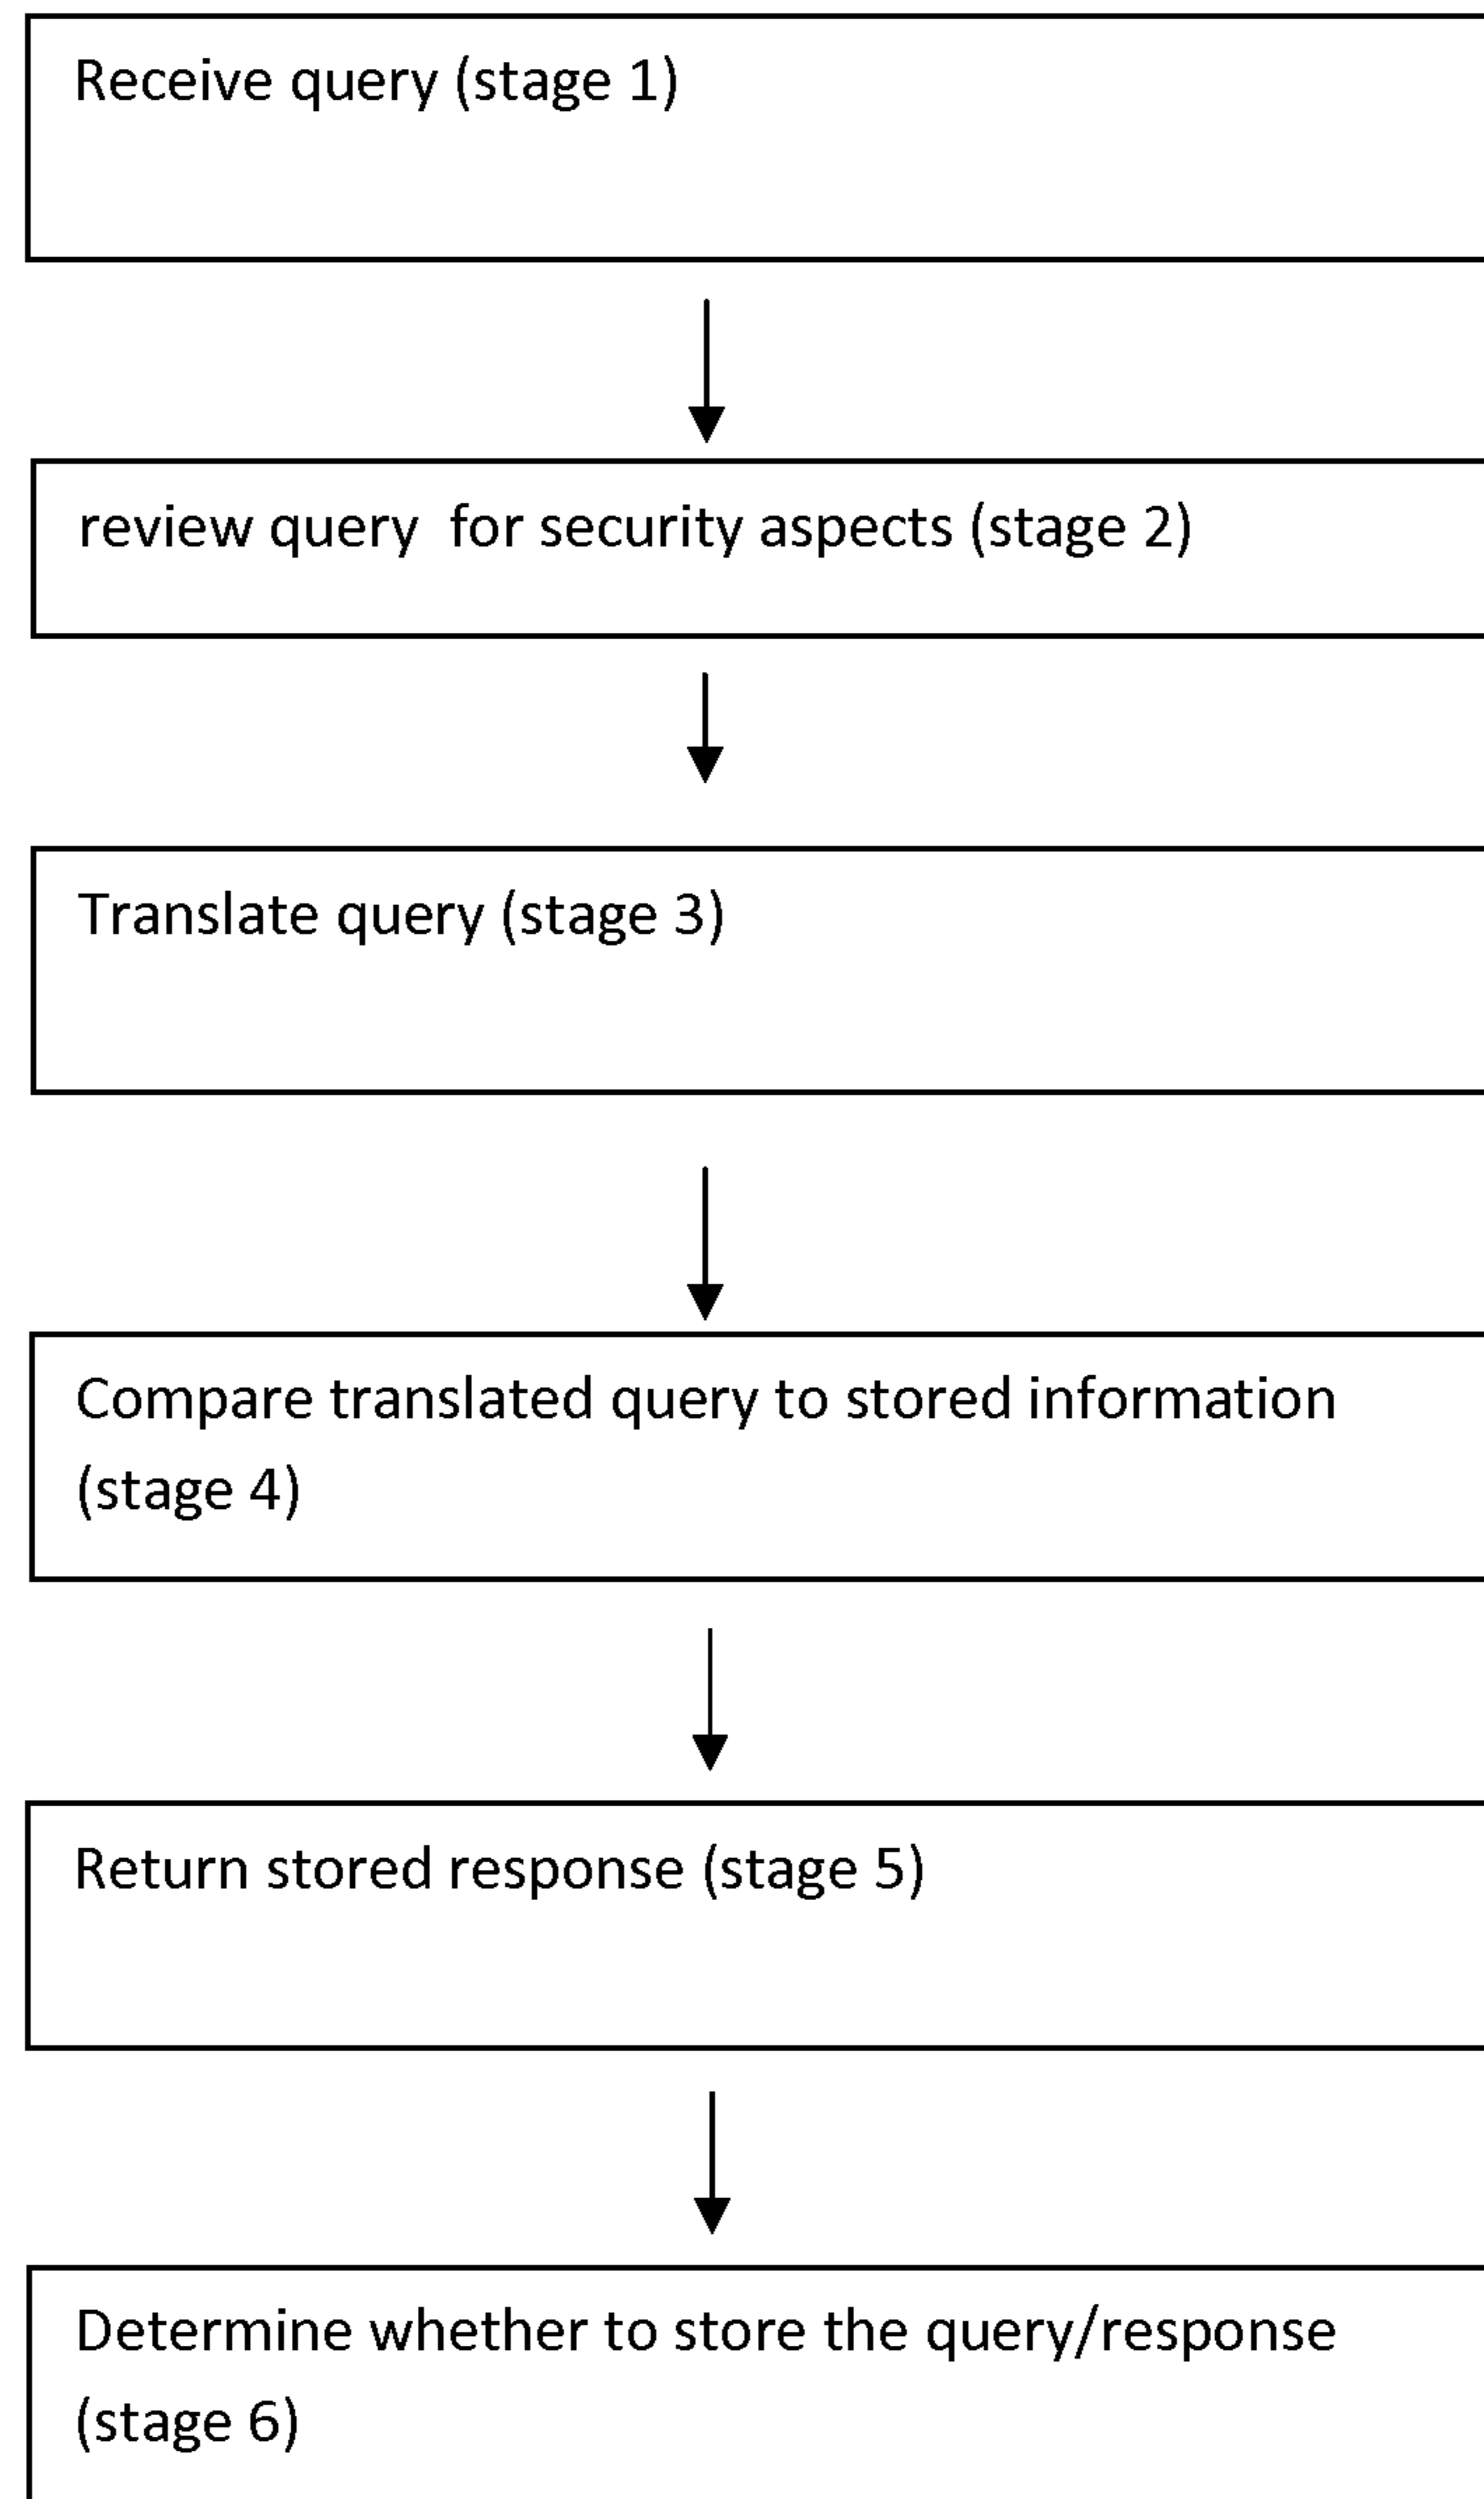 Receive query (stage 1)
review query for security aspects (stage 2)
Translate query (stage 3)
Compare translated query to stored information
(stage 4)
Return stored response (stage 5)
Determine whether to store the query/response
(stage 6)